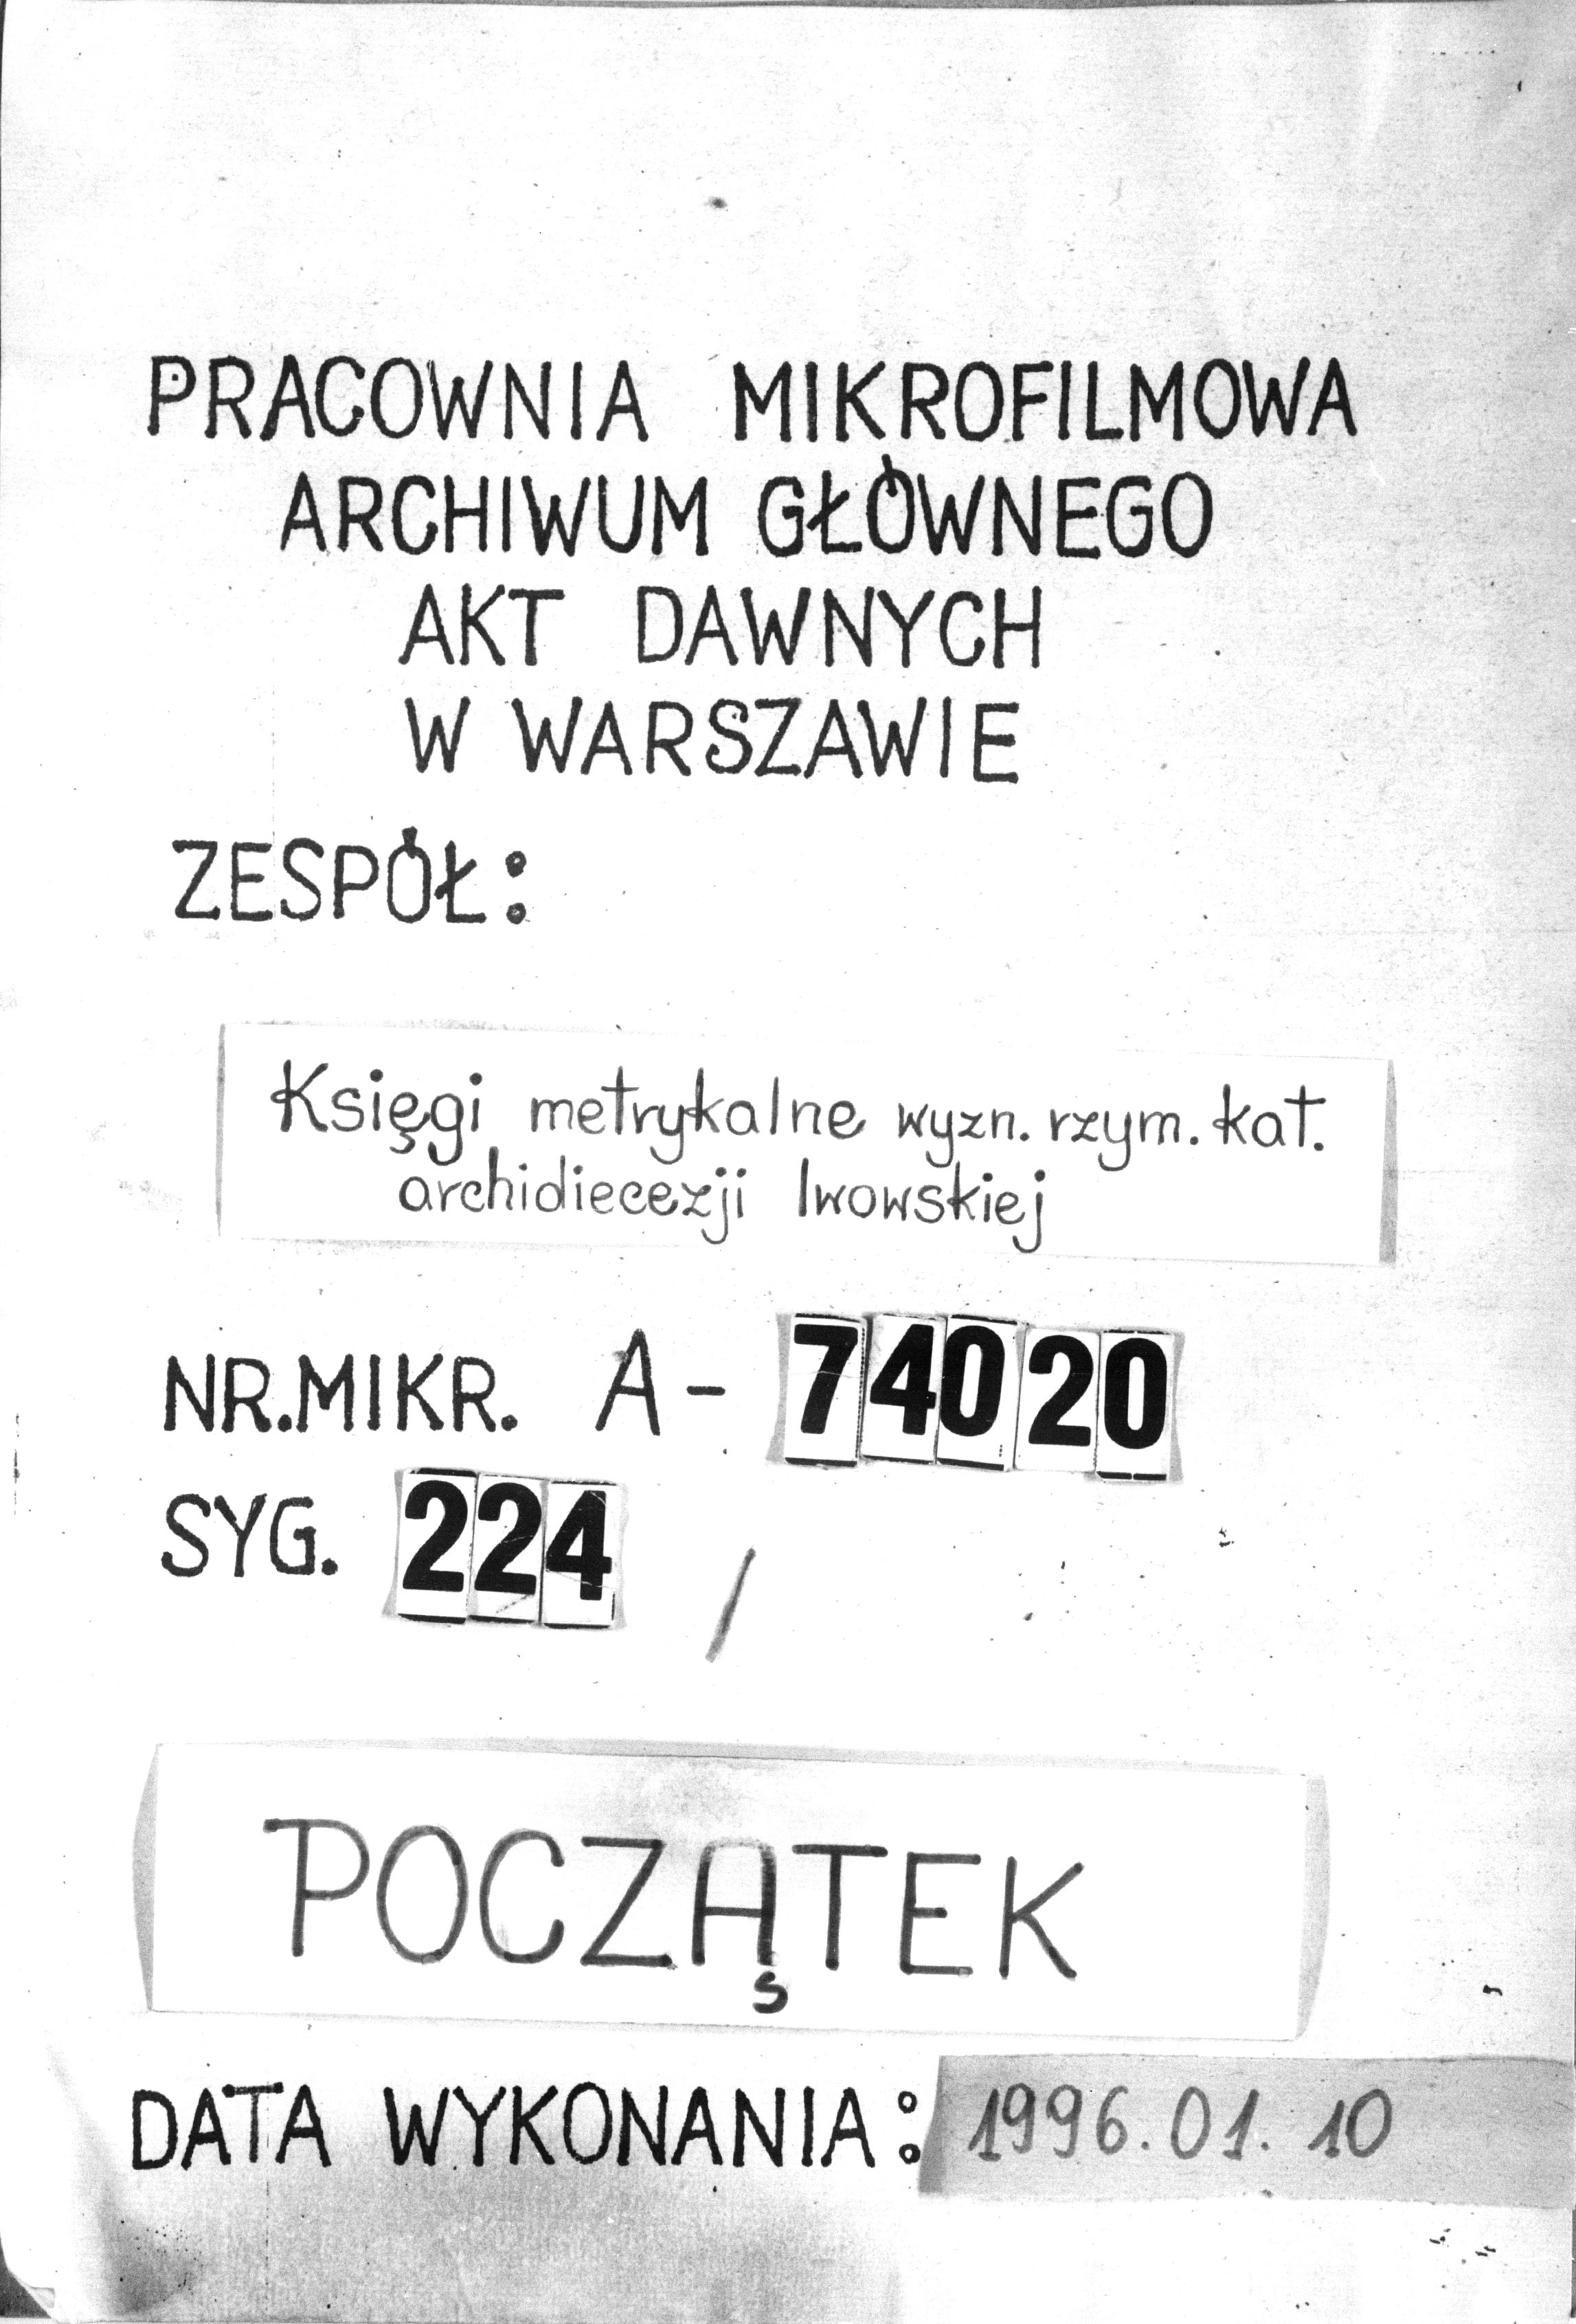 PRACOWNIA MIKROFILMOWA
ARCHIWUM GŁÓWNEGO
AKT DAWNYCH
W WARSZAWIE
ZESPÓŁ:
Księgi metrykalne wyzn. rzym. kat.
archidiecezji lwowskiej
NR. MIKR. A- 74020
SYG. 224 /
POCZĄTEK
DATA WYKONANIA: 1996.01.10